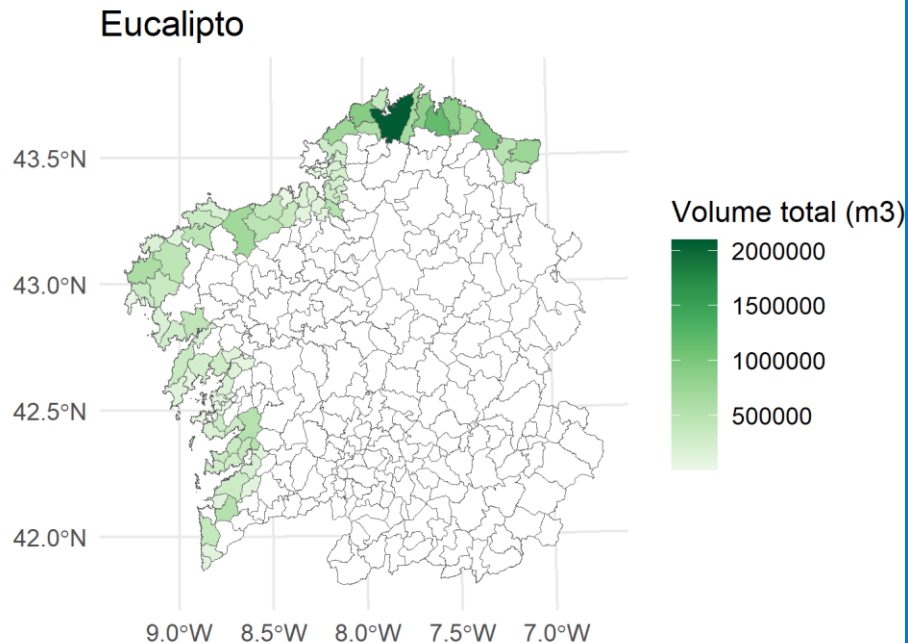 Eucalipto
43.5°N
43.0°N
42.5°N
42.0°N
9.0°W 8.5°W 8.0°W 7.5°W 7.0°W
Volume total (m3)
2000000
1500000
1000000
500000